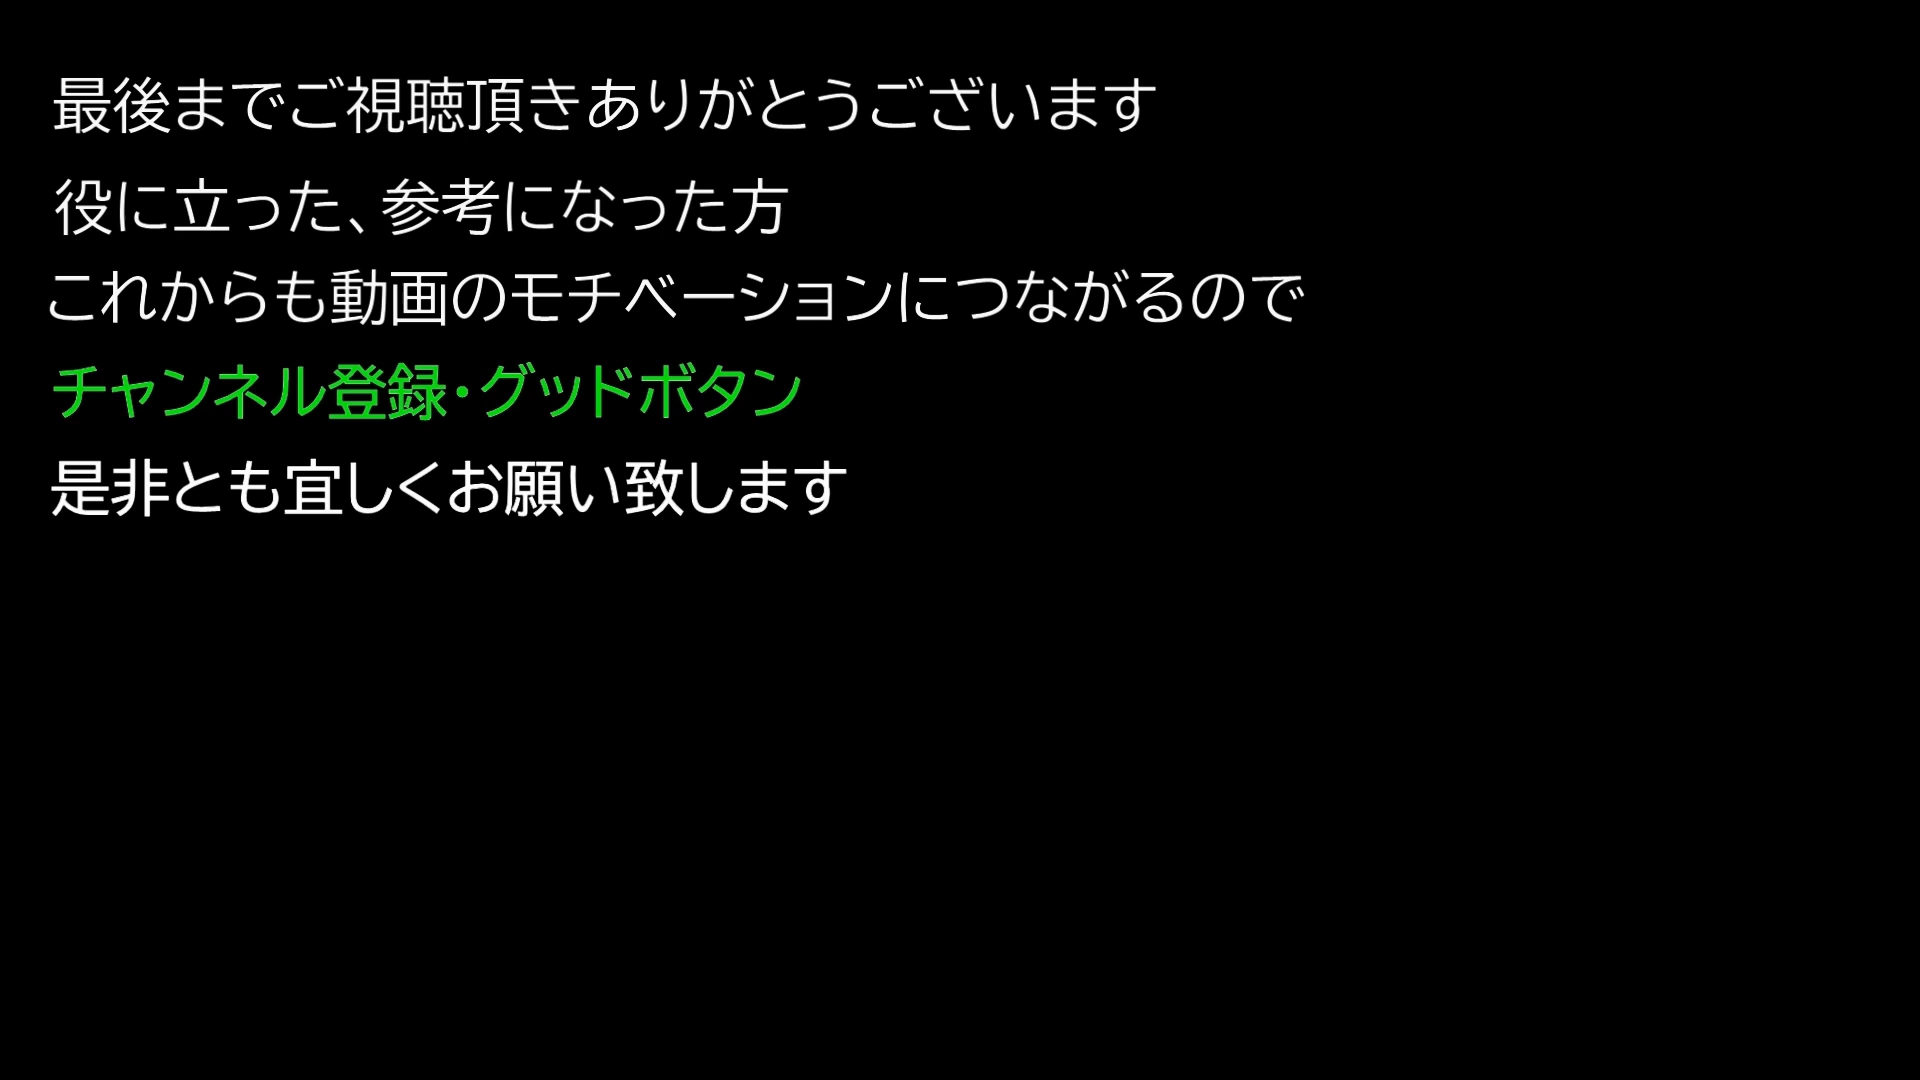 最後までご視聴頂きありがとうございます
役に立った、参考になった方
これからも動画のモチベーションにつながるので
チャンネル登録・グッドボタン
是非とも宜しくお願い致します